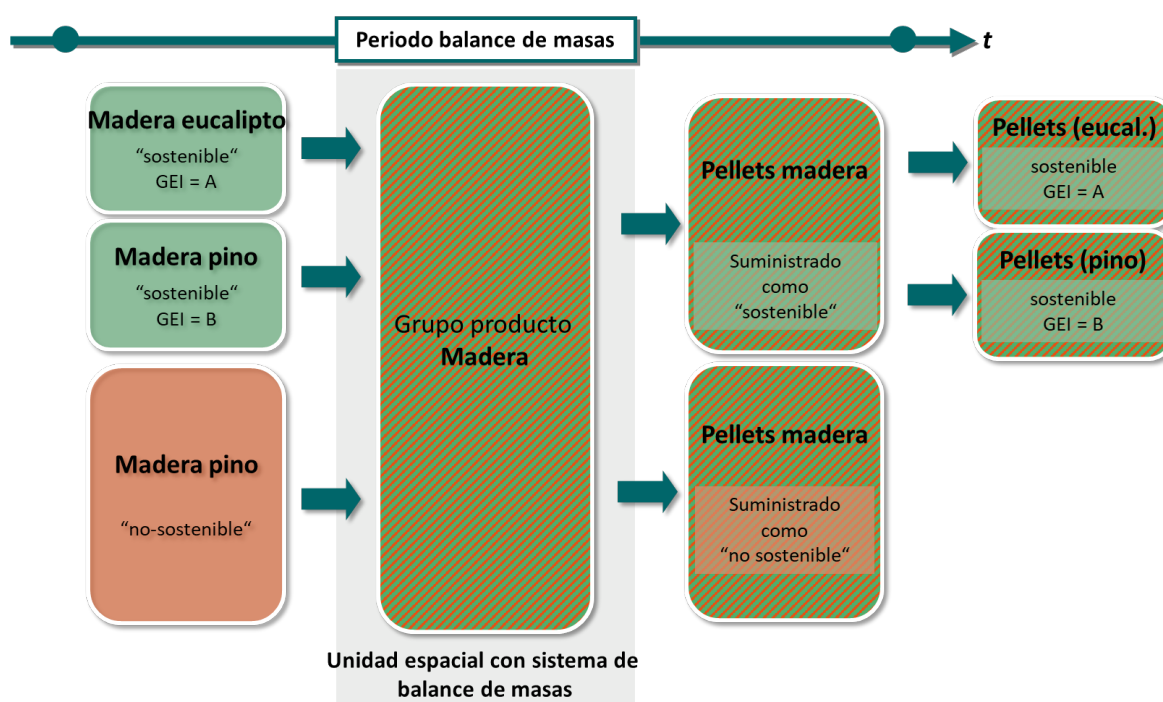 Periodo balance de masas
t
Madera eucalipto
“sostenible“
GEI = A
Madera pino
“sostenible“
GEI = B
Madera pino
“no-sostenible“
Grupo producto
Madera
Unidad espacial con sistema de
balance de masas
Pellets madera
Suministrado
como
“sostenible“
Pellets madera
Suministrado
como
“no sostenible“
Pellets (eucal.)
sostenible
GEI = A
Pellets (pino)
sostenible
GEI = B